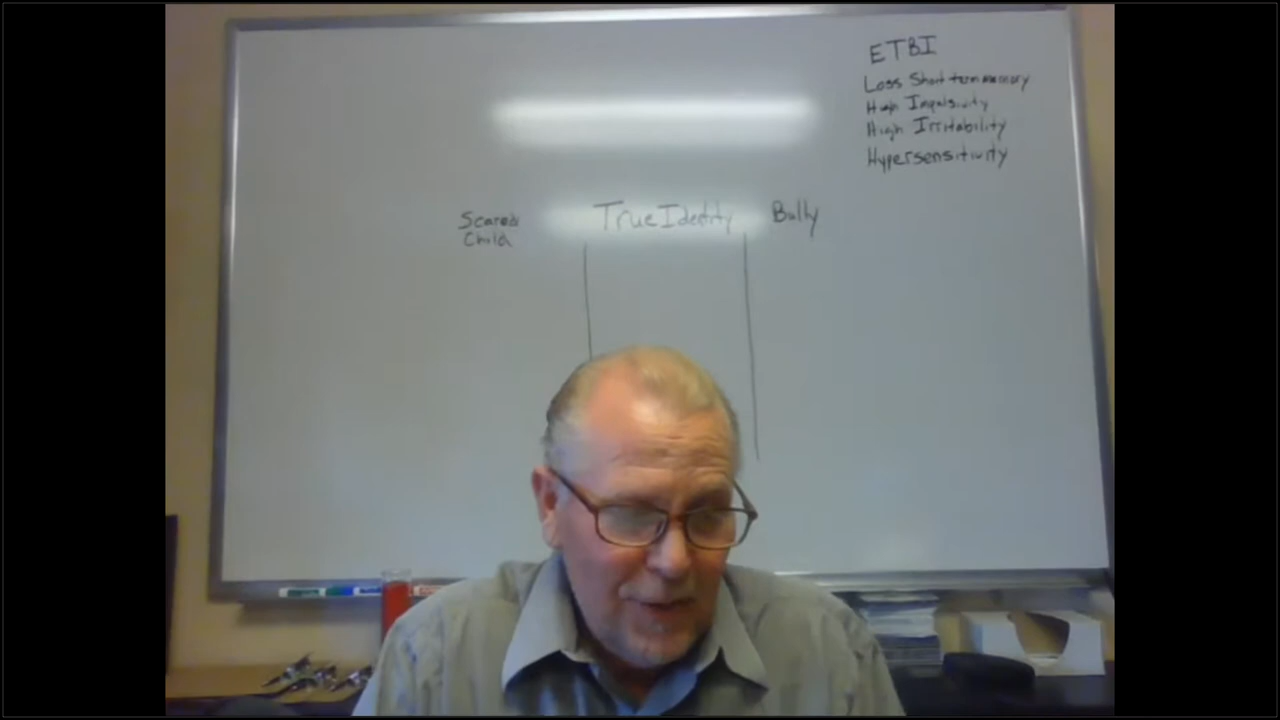 ETBI
Loss Short term memory
High Impulsivity
High Irritability
Hypersensitivity
Scared True Identity Bully
Child